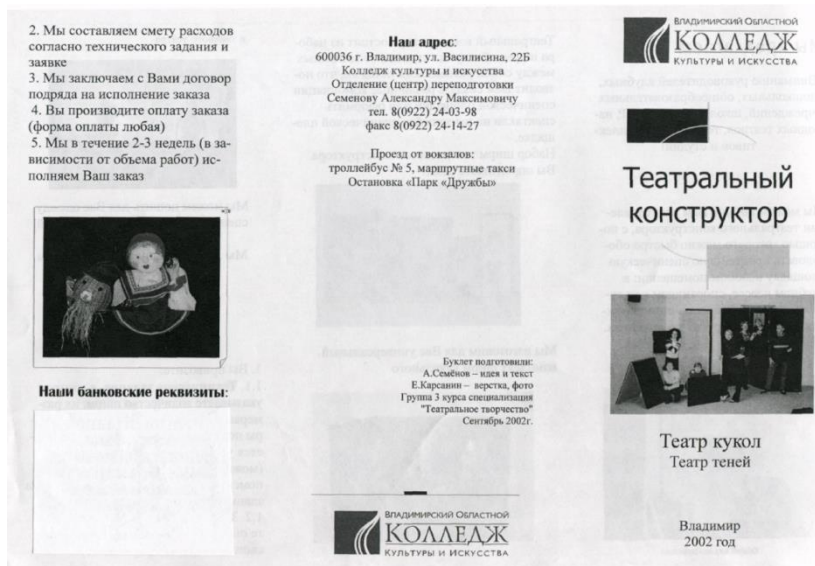 2. Мы составляем смету расходов
согласно технического задания и
заявке
3. Мы заключаем с Вами договор
подряда на исполнение заказа
4. Вы производите оплату заказа
(форма оплаты любая)
5. Мы в течение 2-3 недель (в за-
висимости от объема работ) ис-
полняем Ваш заказ
Наши банковские реквизиты:
Наш адрес:
600036 г. Владимир, ул. Василисина, 22Б
Колледж культуры и искусства
Отделение (центр) переподготовки
Семенову Александру Максимовичу
тел. 8(0922) 24-03-98
факс 8(0922) 24-14-27
Проезд от вокзалов:
троллейбус № 5, маршрутные такси
Остановка «Парк «Дружбы»
Буклет подготовили:
А.Семёнов – идея и текст
Е.Карсанин – верстка, фото
Группа 3 курса специализация
"Театральное творчество"
Сентябрь 2002г.
Владимирский Областной
Колледж
культуры и Искусства
Владимирский Областной
Колледж
культуры и Искусства
Театральный
конструктор
Театр кукол
Театр теней
Владимир
2002 год